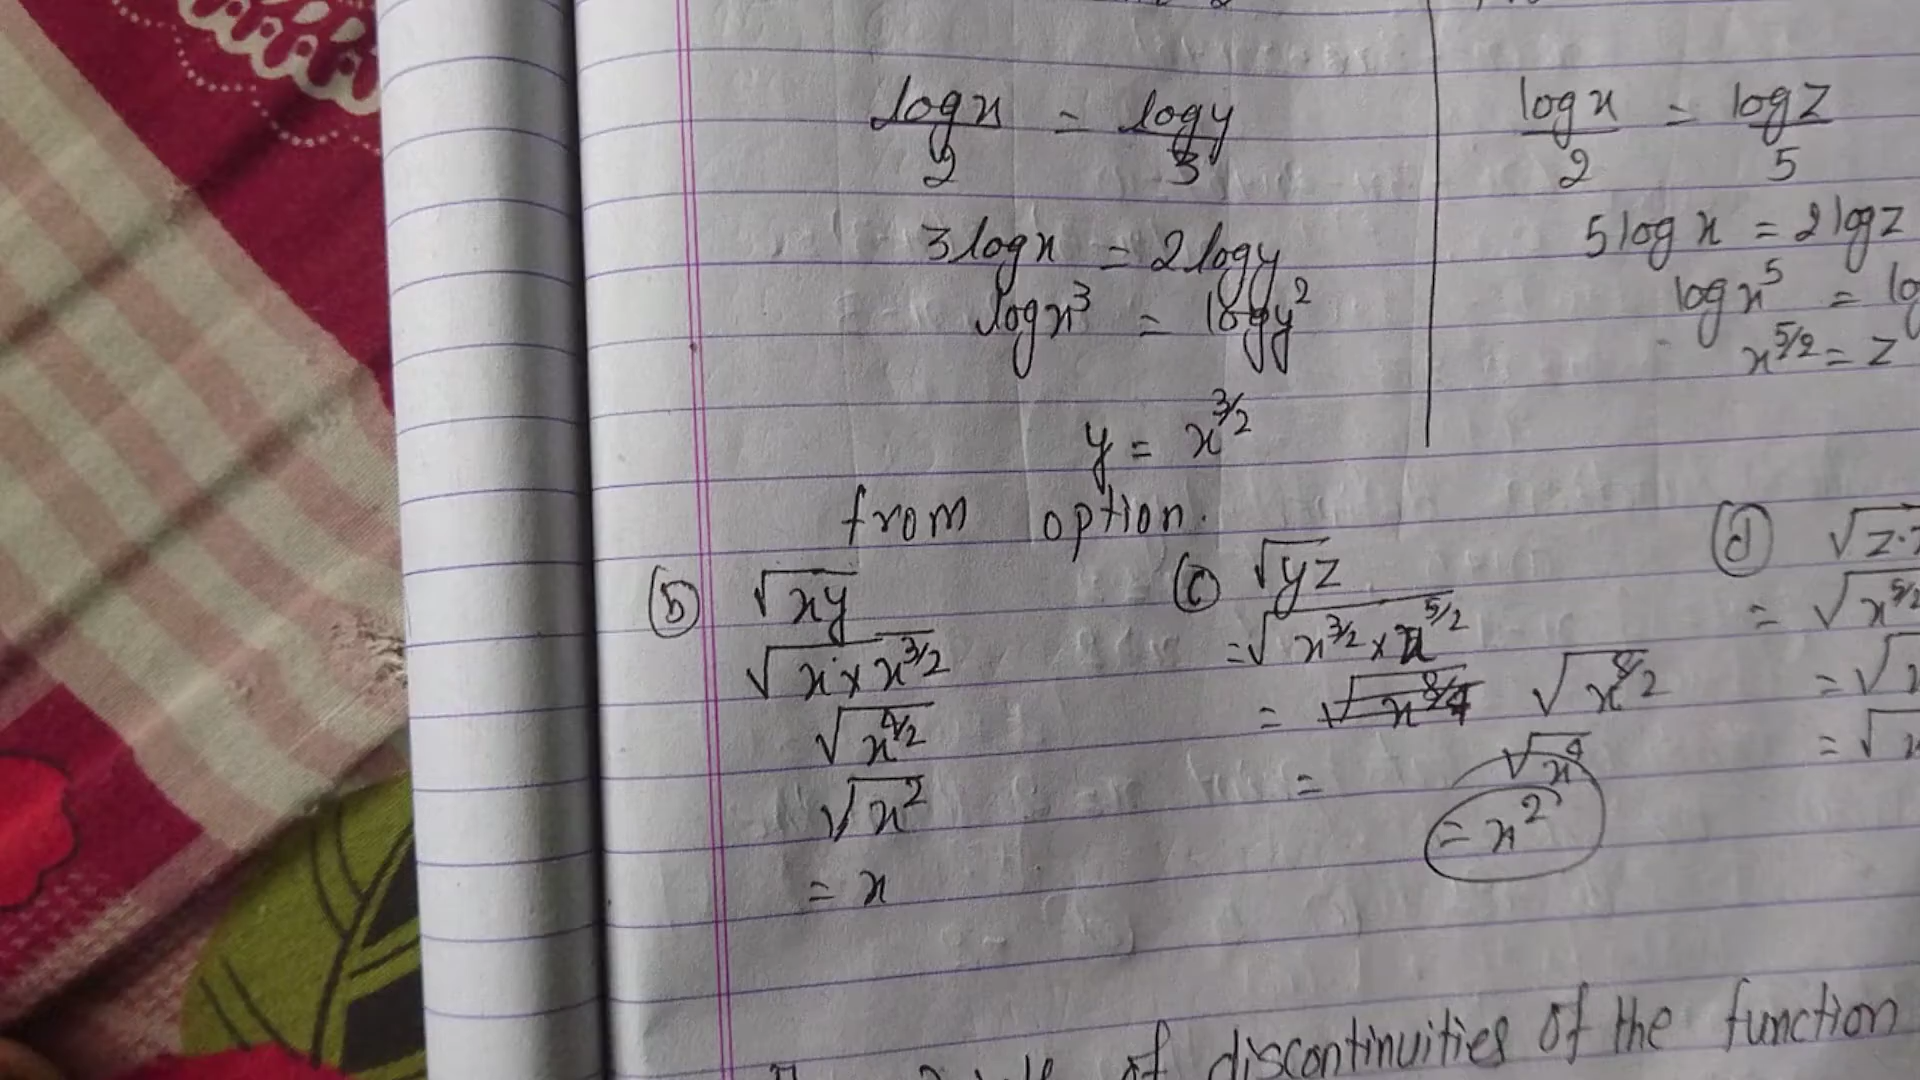 log x / 2 = log y / 3
3 log x = 2 log y
log x³ = log y²
y = x^3/2
log x / 2 = log z / 5
5 log x = 2 log z
log x⁵ =
x^5/2 = z
from option.
(b) √xy
√x × x^3/2
√x^4/2
√x²
= x
(c) √yz
= √x^3/2 × x^5/2
= √x^8/2
= √x⁴
= x²
(d) √z.
= √x^5/2
= √
= √
of discontinuities of the function